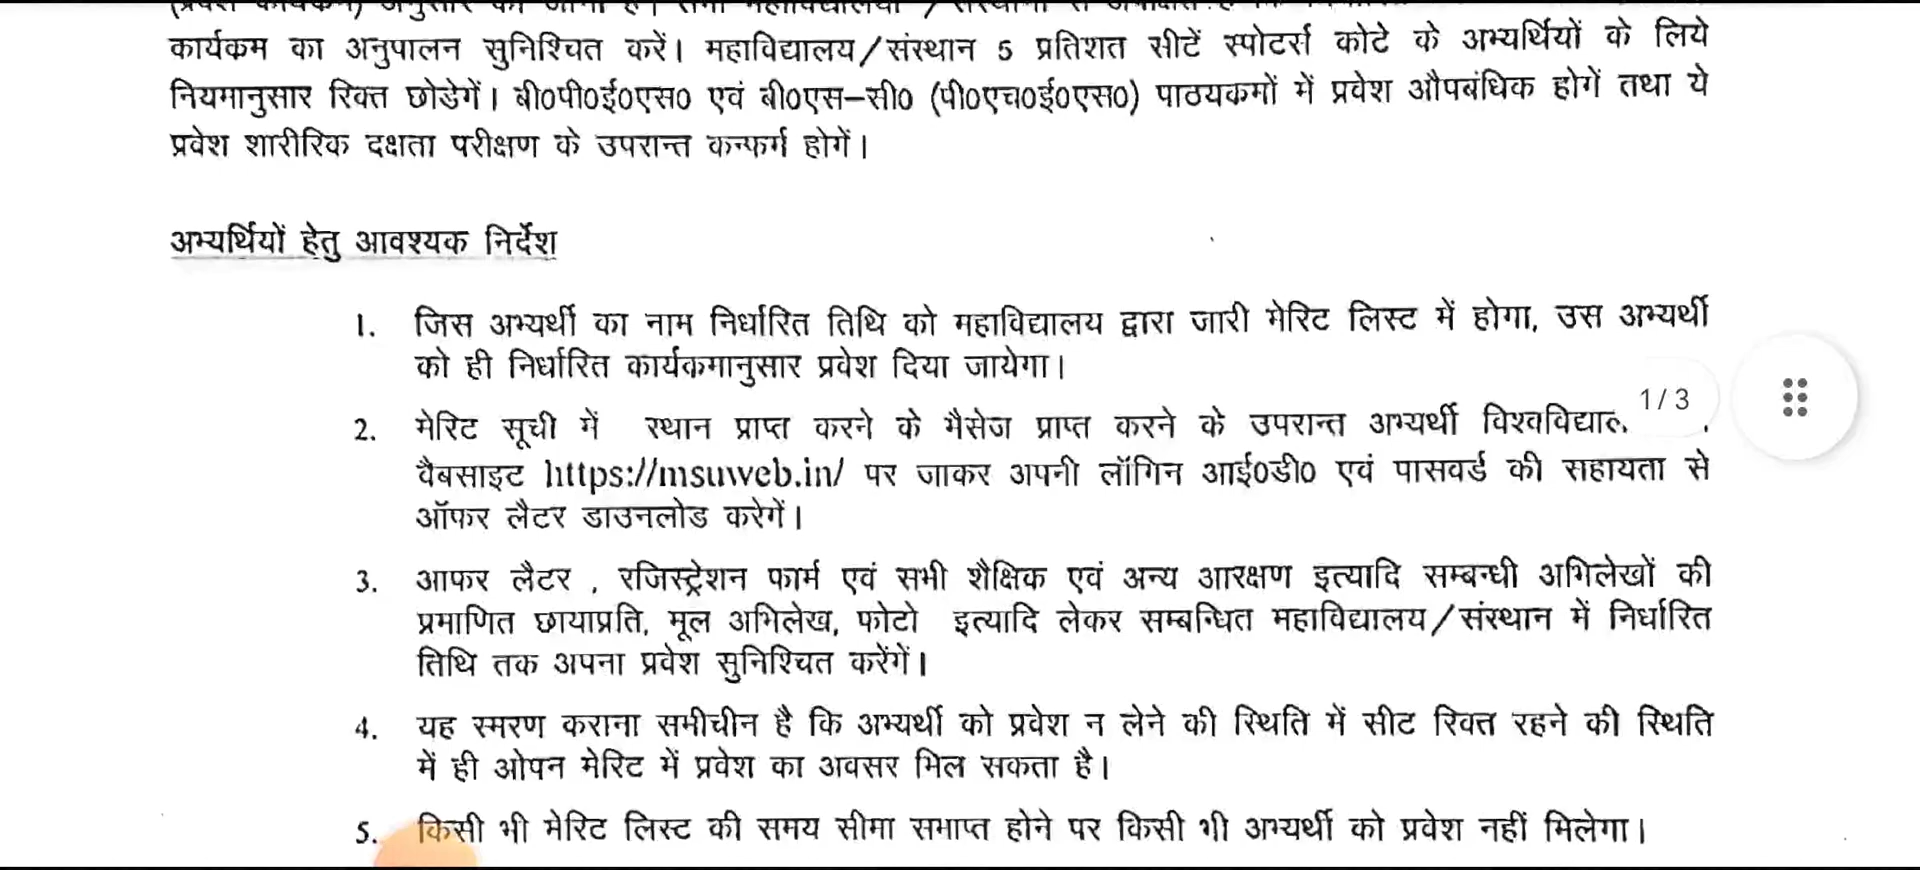 कार्यकम का अनुपालन सुनिश्चित करें। महाविद्यालय/संस्थान 5 प्रतिशत सीटें स्पोटर्स कोटे के अभ्यर्थियों के लिये
नियमानुसार रिक्त छोडेगें। बी0पी0ई0एस0 एवं बी0एस–सी0 (पी0एच0ई0एस0) पाठयकमों में प्रवेश औपबंधिक होगें तथा ये
प्रवेश शारीरिक दक्षता परीक्षण के उपरान्त कन्फर्म होगें।
अभ्यर्थियों हेतु आवश्यक निर्देश
1. जिस अभ्यर्थी का नाम निर्धारित तिथि को महाविद्यालय द्वारा जारी मेरिट लिस्ट में होगा, उस अभ्यर्थी
को ही निर्धारित कार्यकमानुसार प्रवेश दिया जायेगा।
1 / 3
2. मेरिट सूची में स्थान प्राप्त करने के मैसेज प्राप्त करने के उपरान्त अभ्यर्थी
वैबसाइट https://msuweb.in/ पर जाकर अपनी लॉगिन आई0डी0 एवं पासवर्ड की सहायता से
ऑफर लैटर डाउनलोड करेगें।
3. आफर लैटर , रजिस्ट्रेशन फार्म एवं सभी शैक्षिक एवं अन्य आरक्षण इत्यादि सम्बन्धी अभिलेखों की
प्रमाणित छायाप्रति, मूल अभिलेख, फोटो इत्यादि लेकर सम्बन्धित महाविद्यालय/संस्थान में निर्धारित
तिथि तक अपना प्रवेश सुनिश्चित करेंगें।
4. यह स्मरण कराना समीचीन है कि अभ्यर्थी को प्रवेश न लेने की स्थिति में सीट रिक्त रहने की स्थिति
में ही ओपन मेरिट में प्रवेश का अवसर मिल सकता है।
5. किसी भी मेरिट लिस्ट की समय सीमा समाप्त होने पर किसी भी अभ्यर्थी को प्रवेश नहीं मिलेगा।